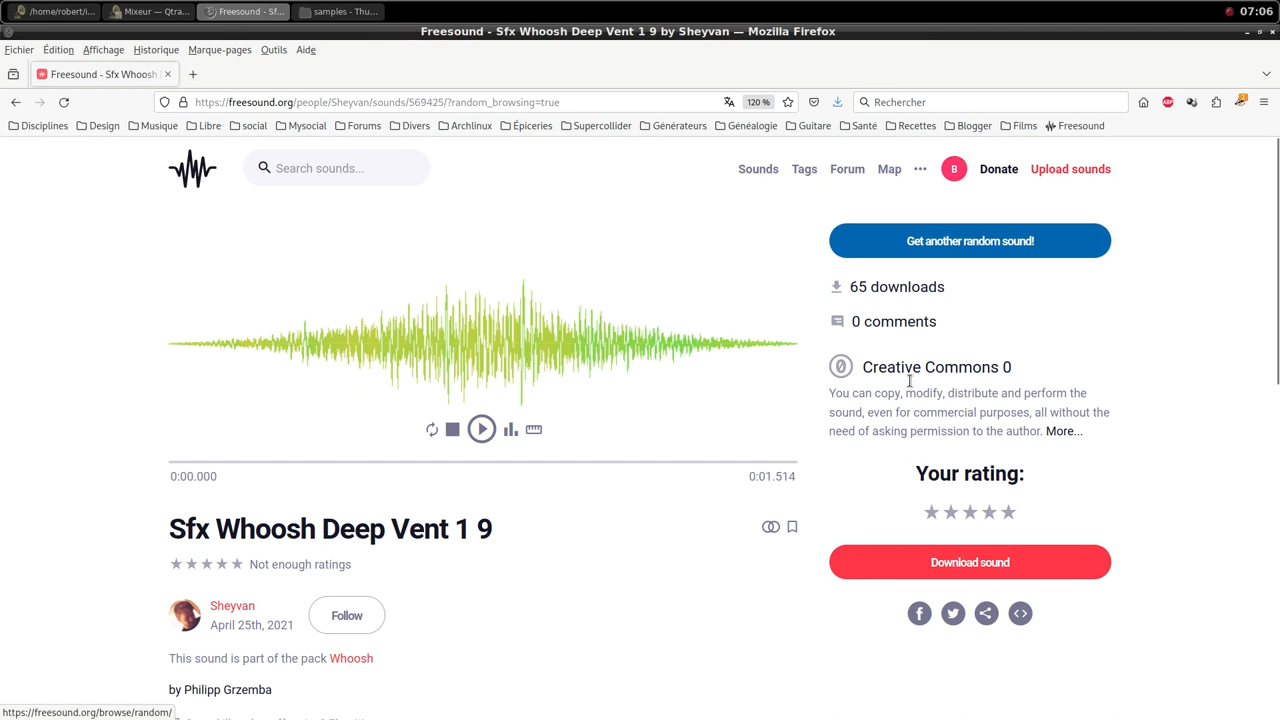 /home/robert/i...
Mixeur — Qtra...
Freesound - Sf...
samples - Thu...
07:06
Freesound - Sfx Whoosh Deep Vent 1 9 by Sheyvan — Mozilla Firefox
Fichier Édition Affichage Historique Marque-pages Outils Aide
Freesound - Sfx Whoosh
https://freesound.org/people/Sheyvan/sounds/569425/?random_browsing=true
120 %
Rechercher
ABP
2
Disciplines Design Musique Libre social Mysocial Forums Divers Archlinux Épiceries Supercollider Générateurs Généalogie Guitare Santé Recettes Blogger Films Freesound
Search sounds...
Sounds Tags Forum Map B Donate Upload sounds
Get another random sound!
65 downloads
0 comments
0 Creative Commons 0
You can copy, modify, distribute and perform the
sound, even for commercial purposes, all without the
need of asking permission to the author. More...
0:00.000
0:01.514
Your rating:
Sfx Whoosh Deep Vent 1 9
Not enough ratings
Download sound
Sheyvan
April 25th, 2021
Follow
This sound is part of the pack Whoosh
by Philipp Grzemba
https://freesound.org/browse/random/